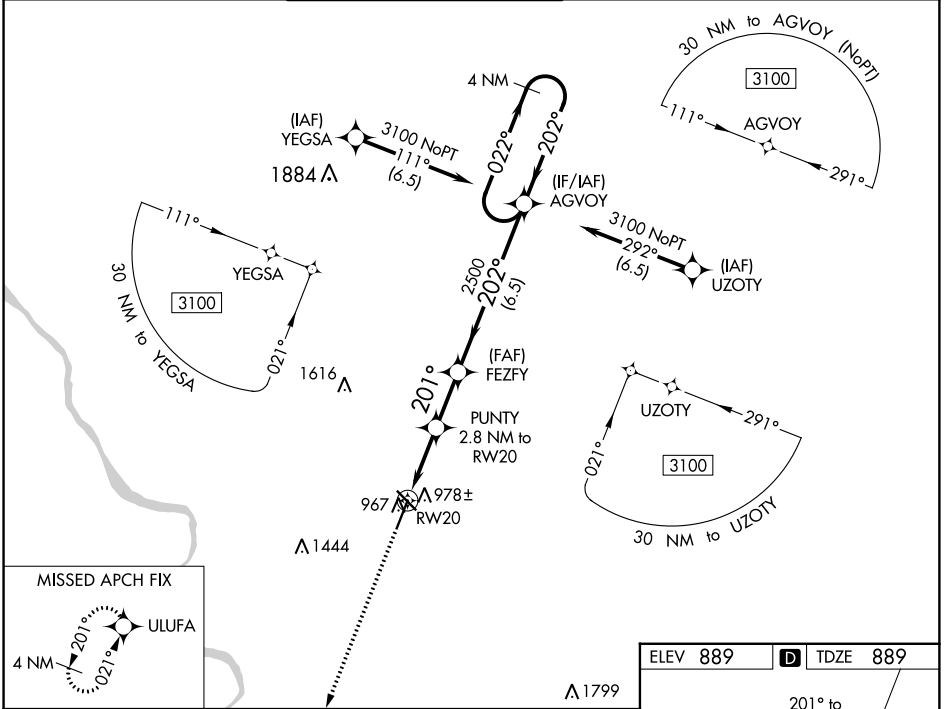 30 NM to AGVOY (NoPT)
3100
111°
AGVOY
291°
4 NM
022°
202°
(IAF)
YEGSA
3100 NoPT
111°
(6.5)
1884
(IF/IAF)
AGVOY
3100 NoPT
292°
(6.5)
(IAF)
UZOTY
111°
YEGSA
3100
30 NM to YEGSA
021°
2500
202°
(6.5)
(FAF)
FEZFY
1616
201°
PUNTY
2.8 NM to
RW20
UZOTY
291°
021°
3100
30 NM to UZOTY
967
978±
RW20
1444
MISSED APCH FIX
ULUFA
201°
4 NM
021°
1799
ELEV 889 D TDZE 889
201° to